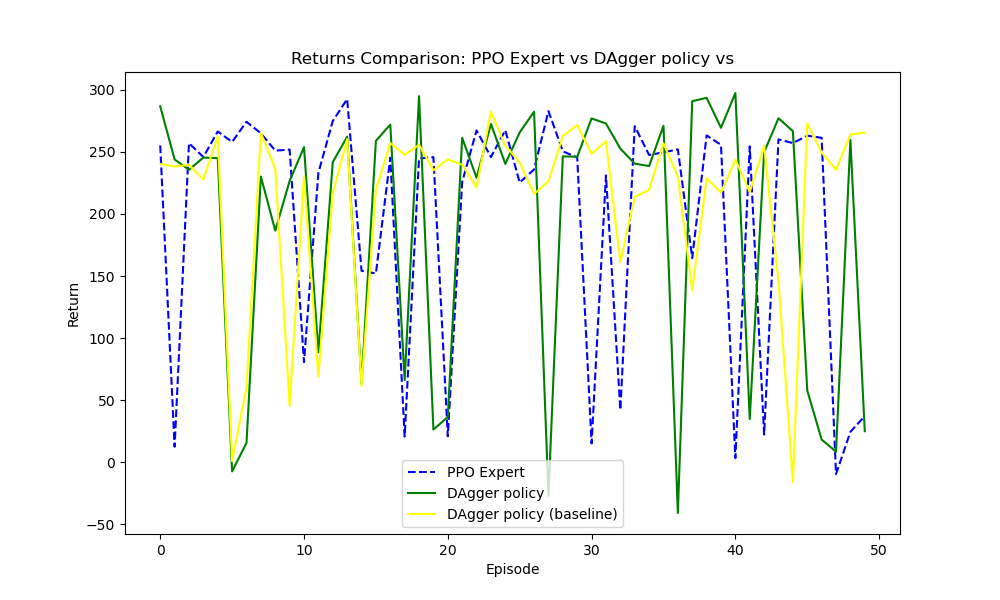 Returns Comparison: PPO Expert vs DAgger policy vs
300
250
200
150
100
50
0
−50
Return
PPO Expert
DAgger policy
DAgger policy (baseline)
0 10 20 30 40 50
Episode